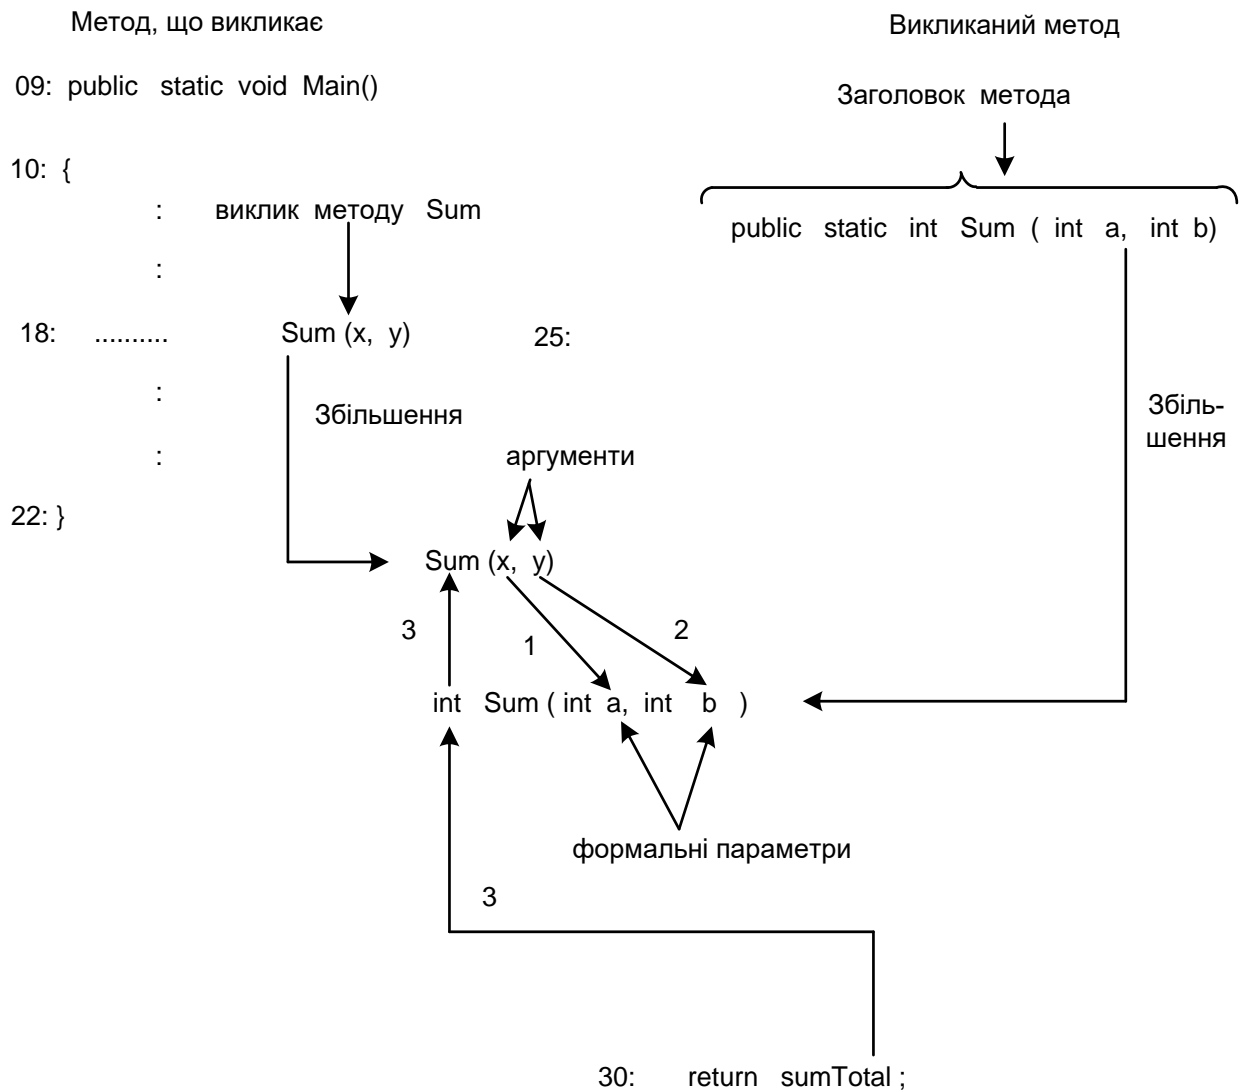 Метод, що викликає
Викликаний метод
09: public static void Main()
Заголовок метода
10: {
: виклик методу Sum
public static int Sum ( int a, int b)
:
18: .......... Sum (x, y)
25:
:
Збільшення
Збіль-
шення
:
аргументи
22: }
Sum (x, y)
3
1
2
int Sum ( int a, int b )
формальні параметри
3
30: return sumTotal ;